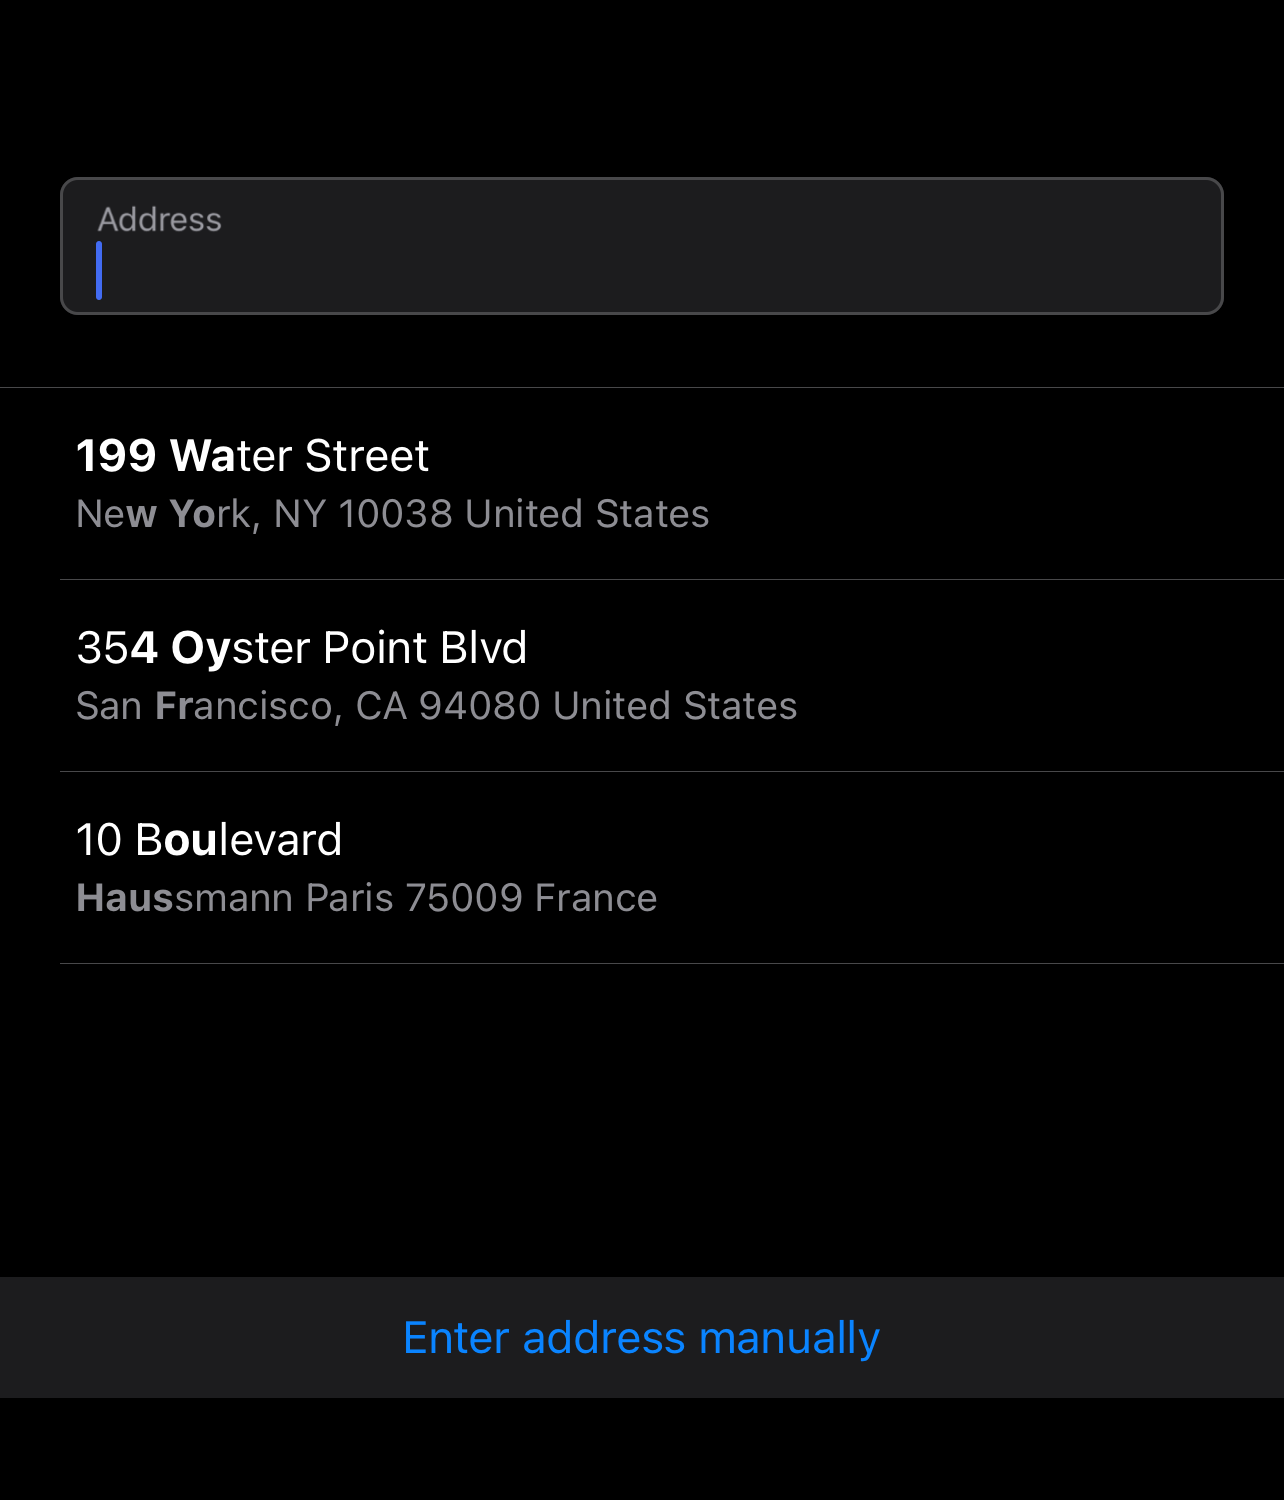 Address
199 Water Street
New York, NY 10038 United States
354 Oyster Point Blvd
San Francisco, CA 94080 United States
10 Boulevard
Haussmann Paris 75009 France
Enter address manually